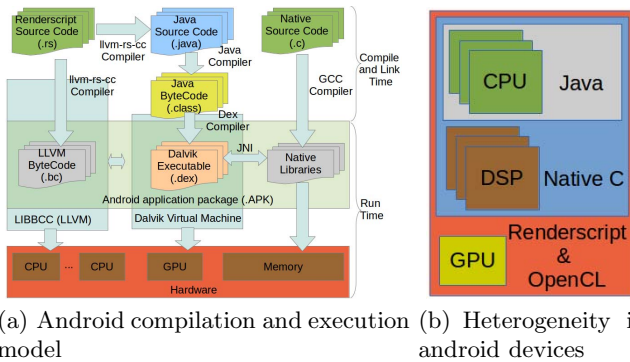 Renderscript
Source Code
(.rs)
llvm-rs-cc
Compiler
Java
Source Code
(.java)
Native
Source Code
(.c)
llvm-rs-cc
Compiler
Java
Compiler
GCC
Compiler
Compile
and Link
Time
Java
ByteCode
(.class)
Dex
Compiler
LLVM
ByteCode
(.bc)
Dalvik
Executable
(.dex)
JNI
Native
Libraries
Android application package (.APK)
Run
Time
LIBBCC (LLVM)
Dalvik Virtual Machine
CPU
...
CPU
GPU
Memory
Hardware
(a) Android compilation and execution
model
CPU
Java
DSP
Native C
GPU
Renderscript
&
OpenCL
(b) Heterogeneity i
android devices